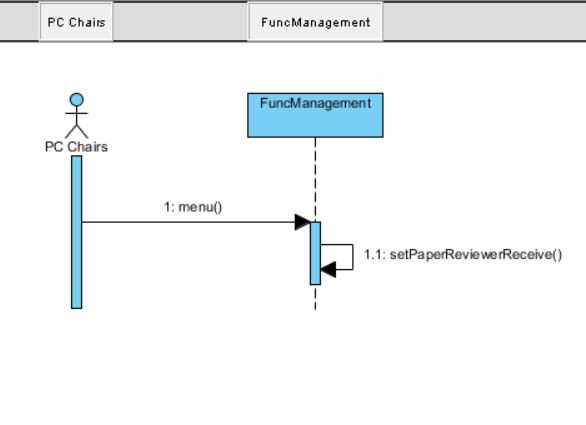 PC Chairs
FuncManagement
FuncManagement
PC Chairs
1: menu()
1.1: setPaperReviewerReceive()